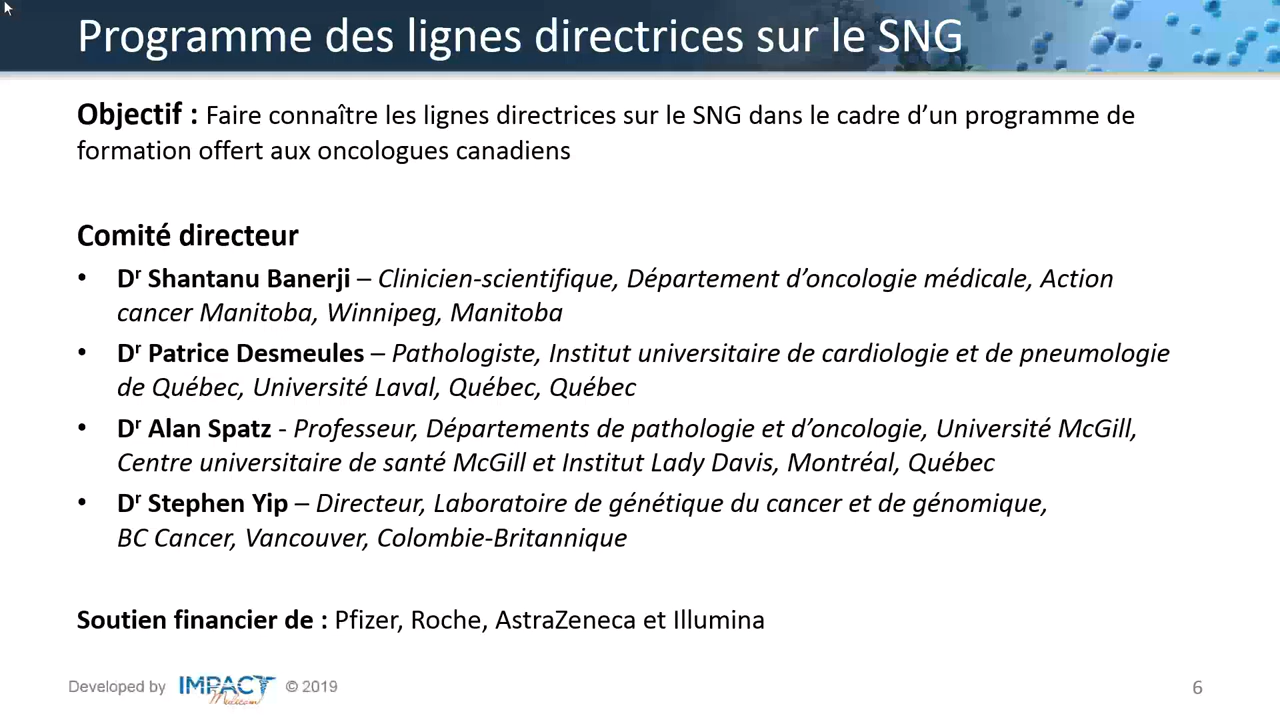 Programme des lignes directrices sur le SNG
Objectif : Faire connaître les lignes directrices sur le SNG dans le cadre d’un programme de
formation offert aux oncologues canadiens
Comité directeur
• Dr Shantanu Banerji – Clinicien-scientifique, Département d’oncologie médicale, Action
cancer Manitoba, Winnipeg, Manitoba
• Dr Patrice Desmeules – Pathologiste, Institut universitaire de cardiologie et de pneumologie
de Québec, Université Laval, Québec, Québec
• Dr Alan Spatz - Professeur, Départements de pathologie et d’oncologie, Université McGill,
Centre universitaire de santé McGill et Institut Lady Davis, Montréal, Québec
• Dr Stephen Yip – Directeur, Laboratoire de génétique du cancer et de génomique,
BC Cancer, Vancouver, Colombie-Britannique
Soutien financier de : Pfizer, Roche, AstraZeneca et Illumina
Developed by IMPACT Medicom © 2019
6